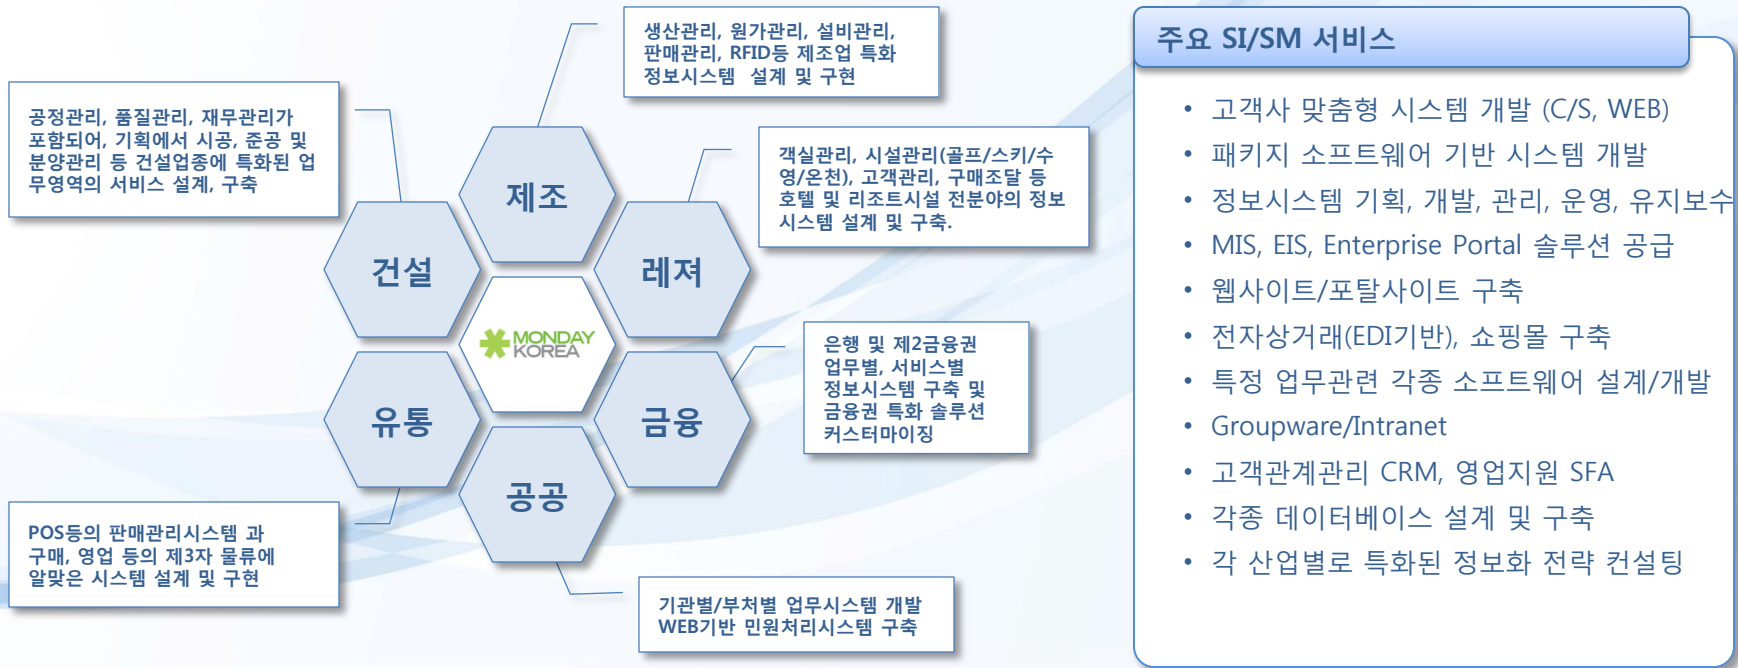 생산관리, 원가관리, 설비관리,
판매관리, RFID등 제조업 특화
정보시스템 설계 및 구현
공정관리, 품질관리, 재무관리가
포함되어, 기획에서 시공, 준공 및
분양관리 등 건설업종에 특화된 업
무영역의 서비스 설계, 구축
객실관리, 시설관리(골프/스키/수
영/온천), 고객관리, 구매조달 등
호텔 및 리조트시설 전분야의 정보
시스템 설계 및 구축.
제조
건설
레져
MONDAY
KOREA
유통
금융
공공
은행 및 제2금융권
업무별, 서비스별
정보시스템 구축 및
금융권 특화 솔루션
커스터마이징
POS등의 판매관리시스템 과
구매, 영업 등의 제3자 물류에
알맞은 시스템 설계 및 구현
기관별/부처별 업무시스템 개발
WEB기반 민원처리시스템 구축
주요 SI/SM 서비스
• 고객사 맞춤형 시스템 개발 (C/S, WEB)
• 패키지 소프트웨어 기반 시스템 개발
• 정보시스템 기획, 개발, 관리, 운영, 유지보수
• MIS, EIS, Enterprise Portal 솔루션 공급
• 웹사이트/포탈사이트 구축
• 전자상거래(EDI기반), 쇼핑몰 구축
• 특정 업무관련 각종 소프트웨어 설계/개발
• Groupware/Intranet
• 고객관계관리 CRM, 영업지원 SFA
• 각종 데이터베이스 설계 및 구축
• 각 산업별로 특화된 정보화 전략 컨설팅